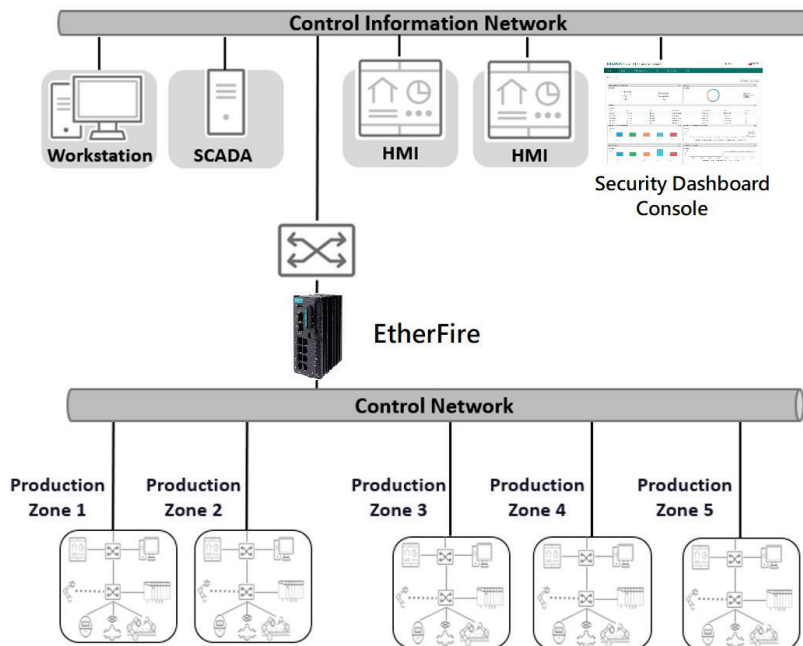 Control Information Network
Workstation
SCADA
HMI
HMI
Security Dashboard
Console
EtherFire
Control Network
Production
Zone 1
Production
Zone 2
Production
Zone 3
Production
Zone 4
Production
Zone 5